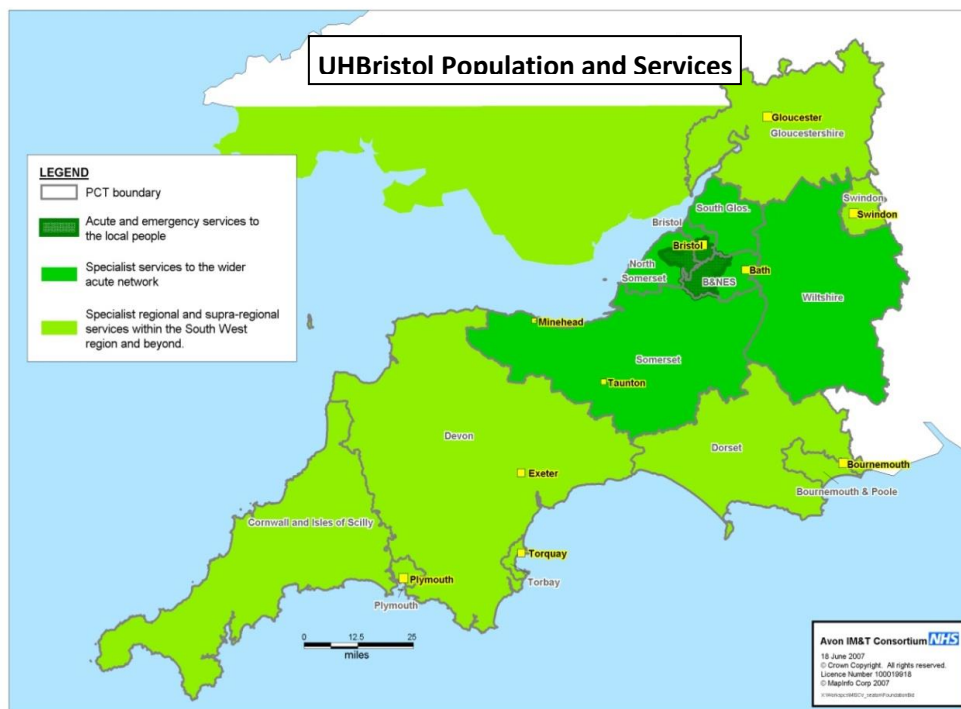 UHBristol Population and Services
LEGEND
PCT boundary
Acute and emergency services to
the local people
Specialist services to the wider
acute network
Specialist regional and supra-regional
services within the South West
region and beyond.
Gloucester
Gloucestershire
Swindon
Swindon
South Glos.
Bristol
Bristol
North
Somerset
B&NES
Bath
Wiltshire
Minehead
Somerset
Taunton
Devon
Dorset
Exeter
Bournemouth
Bournemouth & Poole
Cornwall and Isles of Scilly
Torquay
Torbay
Plymouth
Plymouth
0 12.5 25
miles
Avon IM&T Consortium NHS
18 June 2007
© Crown Copyright. All rights reserved.
Licence Number 100019918
© MapInfo Corp 2007